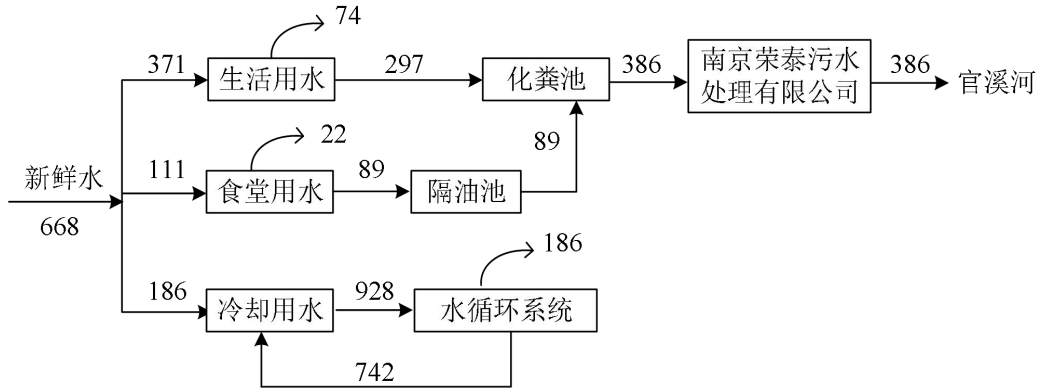 74
371
生活用水
297
化粪池
386
南京荣泰污水
处理有限公司
386
官溪河
22
89
新鲜水
668
111
食堂用水
89
隔油池
186
186
冷却用水
928
水循环系统
742